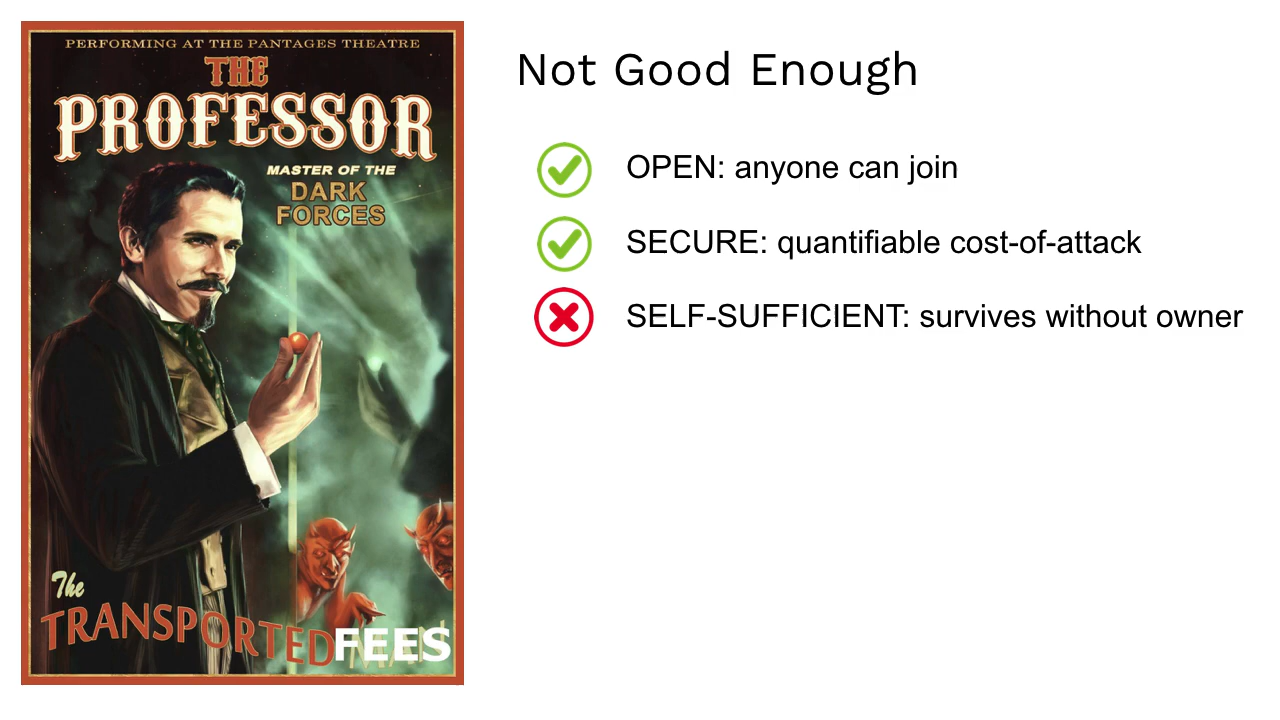 PERFORMING AT THE PANTAGES THEATRE
THE
PROFESSOR
MASTER OF THE
DARK
FORCES
The
TRANSPORTED FEES
Not Good Enough
OPEN: anyone can join
SECURE: quantifiable cost-of-attack
SELF-SUFFICIENT: survives without owner